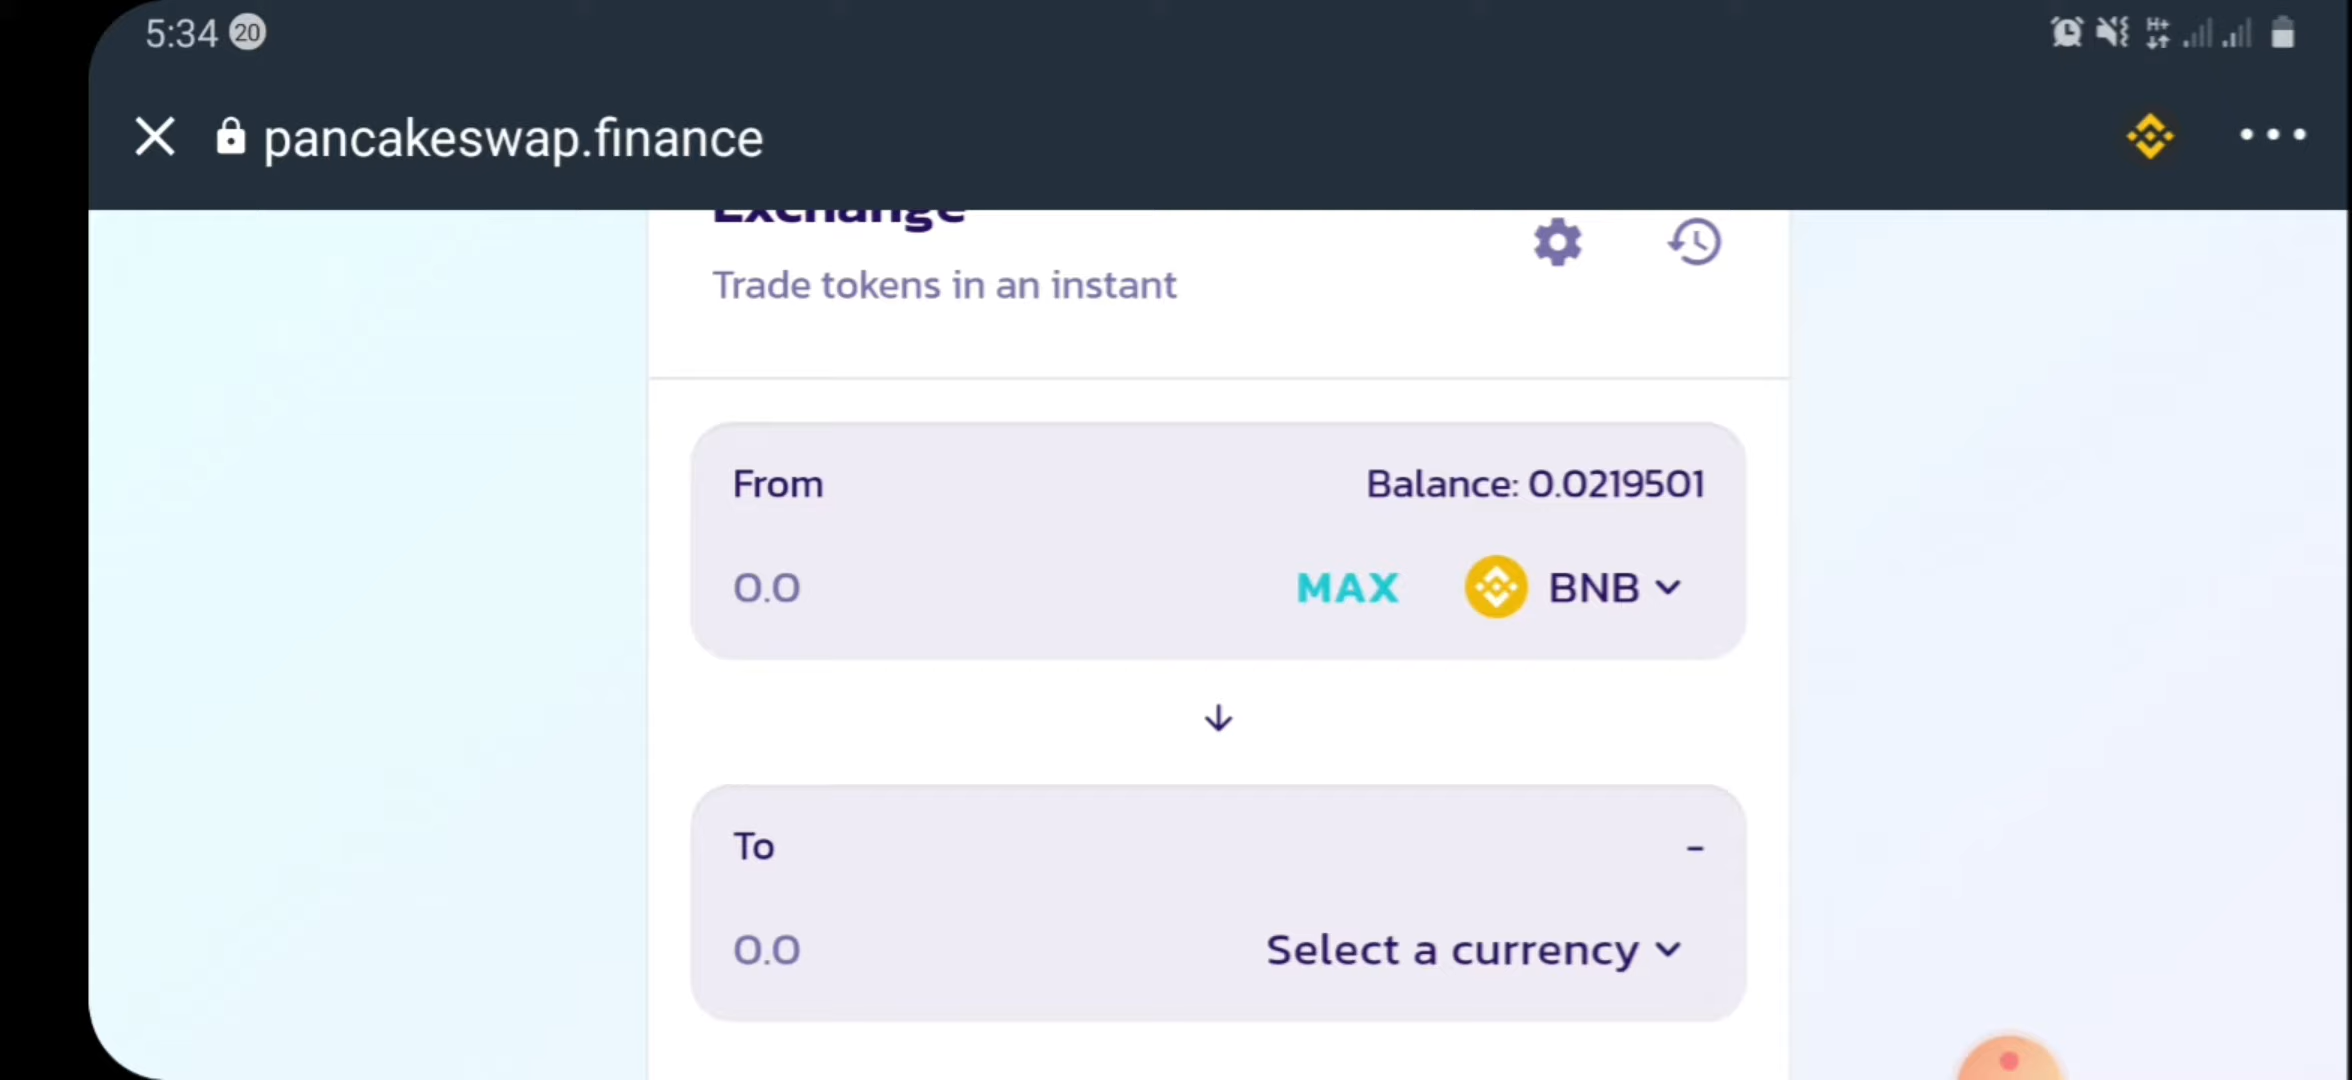 5:34 20
H+
pancakeswap.finance
Exchange
Trade tokens in an instant
From Balance: 0.0219501
0.0 MAX BNB
To -
0.0 Select a currency